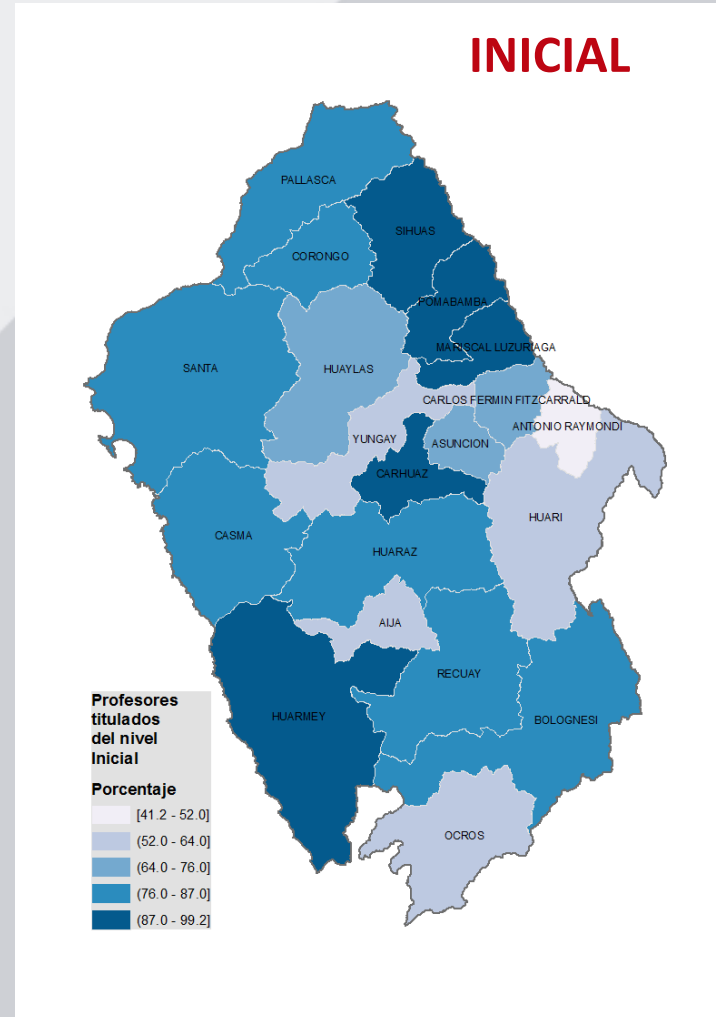 INICIAL
PALLASCA
SIHUAS
CORONGO
POMABAMBA
MARISCAL LUZURIAGA
SANTA
HUAYLAS
CARLOS FERMIN FITZCARRALD
ANTONIO RAYMONDI
YUNGAY
ASUNCION
CARHUAZ
HUARI
CASMA
HUARAZ
AIJA
RECUAY
HUARMEY
BOLOGNESI
OCROS
Profesores
titulados
del nivel
Inicial
Porcentaje
[41.2 - 52.0]
(52.0 - 64.0]
(64.0 - 76.0]
(76.0 - 87.0]
(87.0 - 99.2]